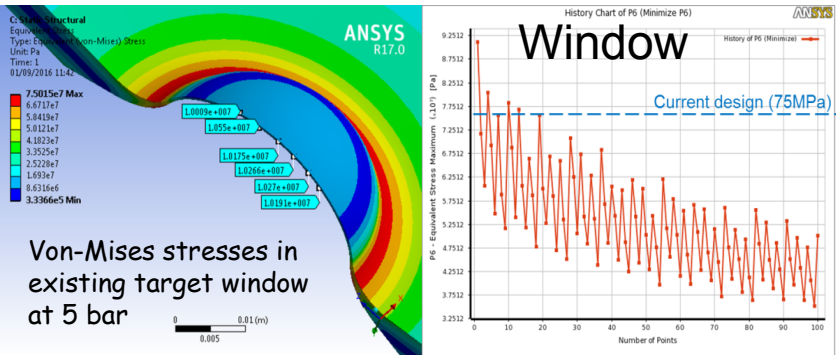 C: Static Structural
Equivalent Stress
Type: Equivalent (von-Mises) Stress
Unit: Pa
Time: 1
01/09/2016 11:42
7.5015e7 Max
6.6717e7
5.8419e7
5.0121e7
4.1823e7
3.3525e7
2.5228e7
1.693e7
8.6316e6
3.3366e5 Min
ANSYS
R17.0
1.0009e+007
1.055e+007
1.0175e+007
1.0266e+007
1.027e+007
1.0191e+007
Von-Mises stresses in
existing target window
at 5 bar
0
0.01 (m)
0.005
X
History Chart of P6 (Minimize P6)
ANSYS
Window
History of P6 (Minimize)
Current design (75MPa)
P6 - Equivalent Stress Maximum (.10⁷) [Pa]
9.2512
8.7512
8.2512
7.7512
7.2512
6.7512
6.2512
5.7512
5.2512
4.7512
4.2512
3.7512
3.2512
0
10
20
30
40
50
60
70
80
90
100
Number of Points